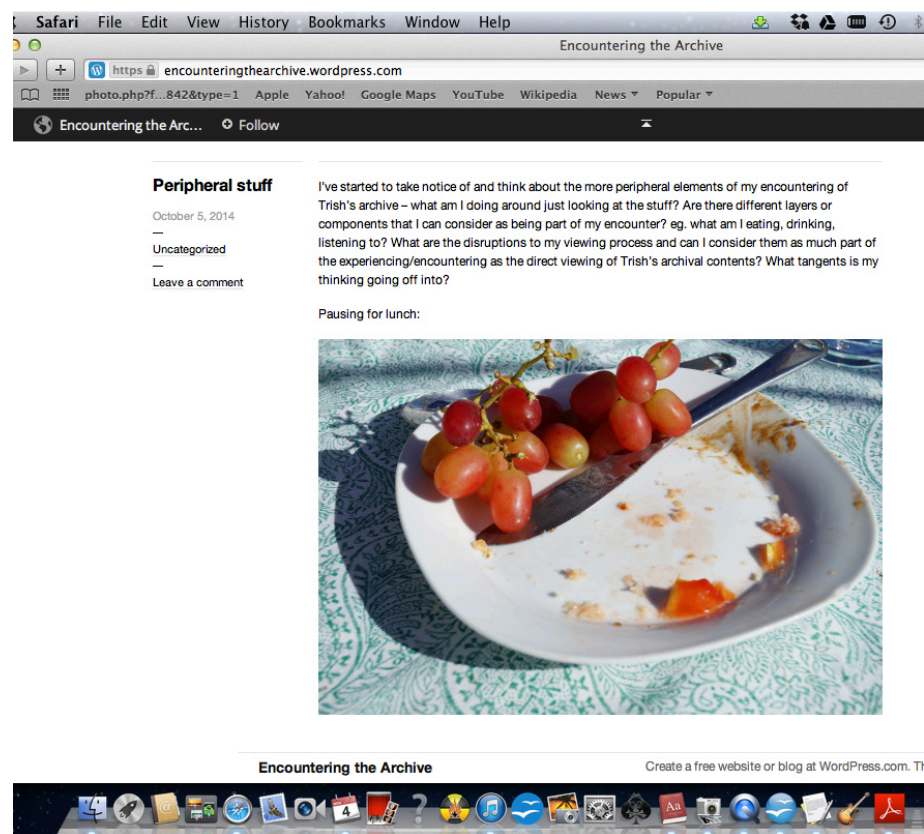 Safari File Edit View History Bookmarks Window Help
Encountering the Archive
https encounteringthearchive.wordpress.com
photo.php?f...842&type=1 Apple Yahoo! Google Maps YouTube Wikipedia News Popular
Encountering the Arc... Follow
Peripheral stuff
October 5, 2014
—
Uncategorized
—
Leave a comment
I've started to take notice of and think about the more peripheral elements of my encountering of
Trish's archive – what am I doing around just looking at the stuff? Are there different layers or
components that I can consider as being part of my encounter? eg. what am I eating, drinking,
listening to? What are the disruptions to my viewing process and can I consider them as much part of
the experiencing/encountering as the direct viewing of Trish's archival contents? What tangents is my
thinking going off into?
Pausing for lunch:
Encountering the Archive
Create a free website or blog at WordPress.com. Th
4
Aa